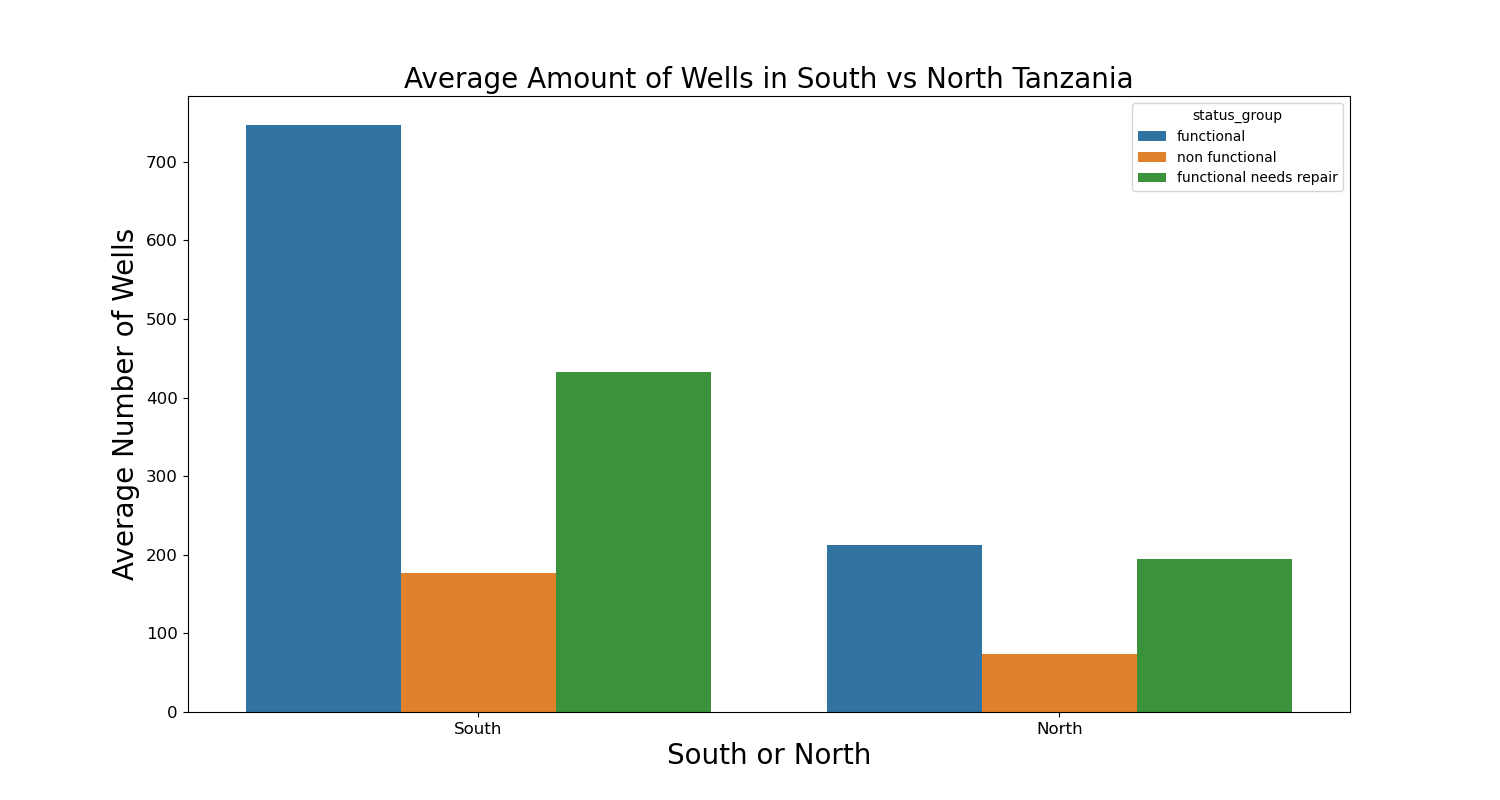 Average Amount of Wells in South vs North Tanzania
status_group
functional
non functional
functional needs repair
Average Number of Wells
700
600
500
400
300
200
100
0
South
North
South or North